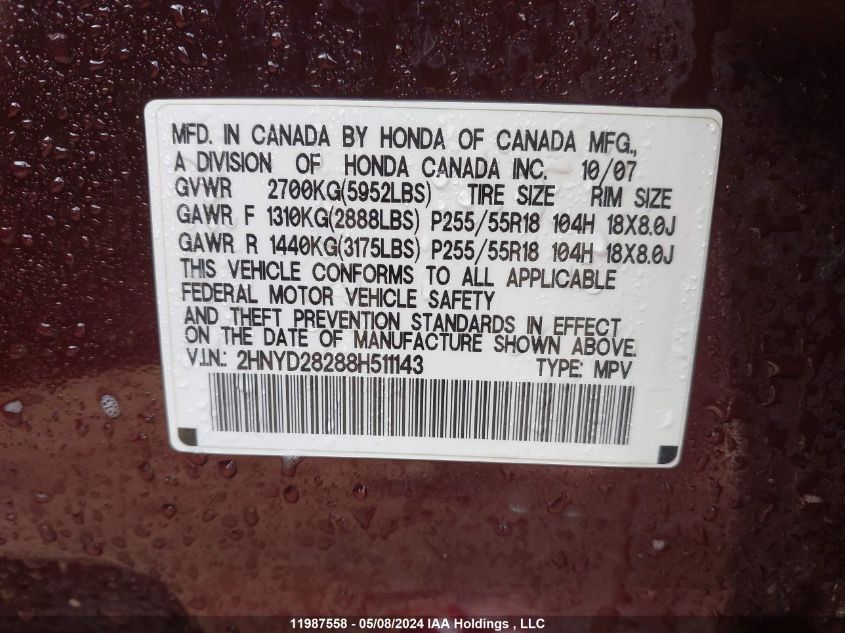 MFD. IN CANADA BY HONDA OF CANADA MFG.,
A DIVISION OF HONDA CANADA INC. 10/07
GVWR 2700KG(5952LBS) TIRE SIZE RIM SIZE
GAWR F 1310KG(2888LBS) P255/55R18 104H 18X8.0J
GAWR R 1440KG(3175LBS) P255/55R18 104H 18X8.0J
THIS VEHICLE CONFORMS TO ALL APPLICABLE
FEDERAL MOTOR VEHICLE SAFETY
AND THEFT PREVENTION STANDARDS IN EFFECT
ON THE DATE OF MANUFACTURE SHOWN ABOVE.
V.I.N.: 2HNYD28288H511143 TYPE: MPV
11987558 - 05/08/2024 IAA Holdings , LLC